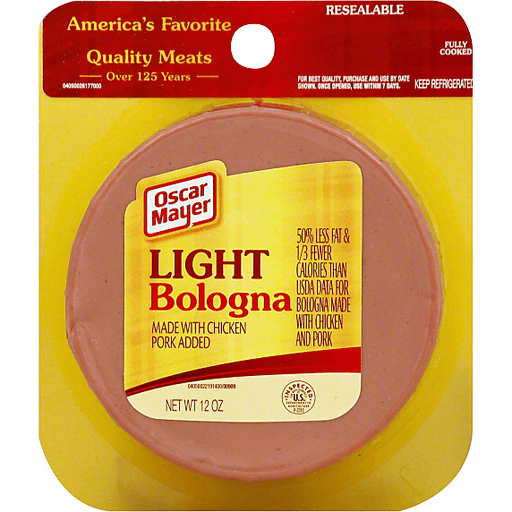 America's Favorite
Quality Meats
Over 125 Years
04050026177000
RESEALABLE
FULLY
COOKED
FOR BEST QUALITY, PURCHASE AND USE BY DATE
SHOWN. ONCE OPENED, USE WITHIN 7 DAYS.
KEEP REFRIGERATED
Oscar
Mayer
LIGHT
Bologna
MADE WITH CHICKEN
PORK ADDED
50% LESS FAT &
1/3 FEWER
CALORIES THAN
USDA DATA FOR
BOLOGNA MADE
WITH CHICKEN
AND PORK
NET WT 12 OZ
INSPECTED
U.S.